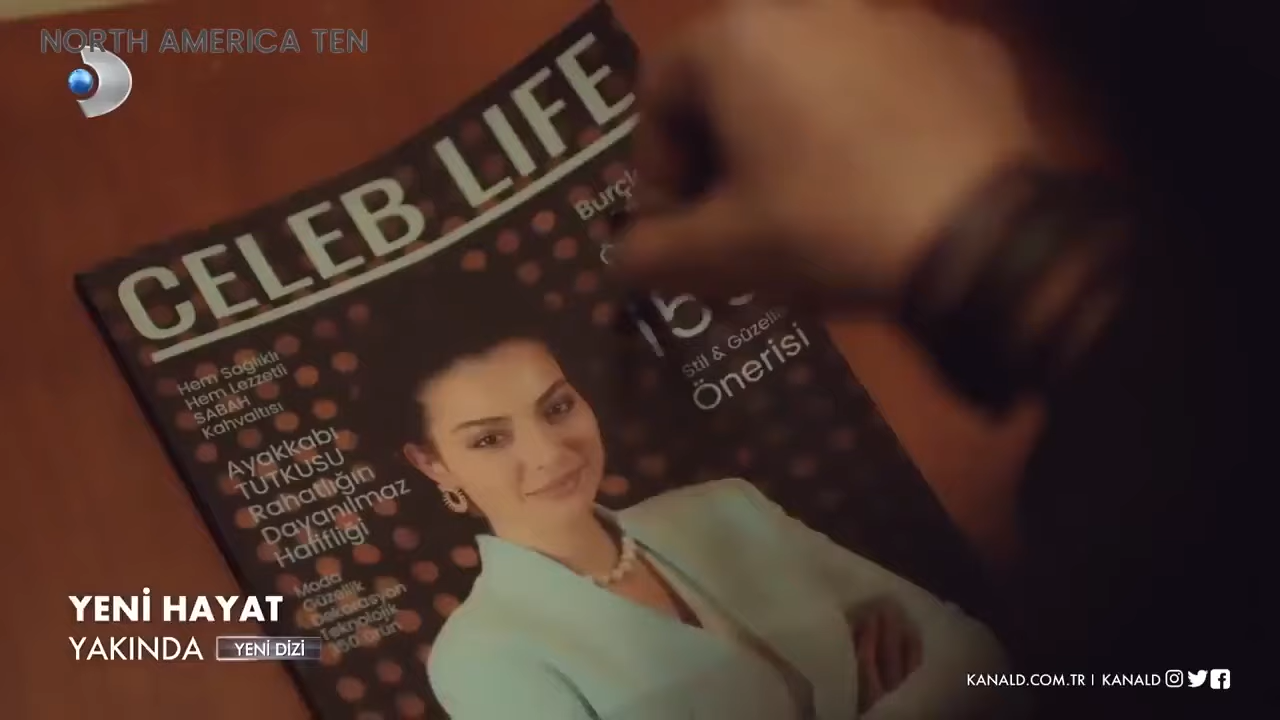 NORTH AMERICA TEN
CELEB LIFE
Stil & Güzellik
Önerisi
Hem Sağlıklı
Hem Lezzetli
SABAH
Kahvaltısı
Ayakkabı
TUTKUSU
Rahatlığın
Dayanılmaz
Hafifliği
Moda
Güzellik
Dekorasyon
Teknolojik
150 Ürün
YENİ HAYAT
YAKINDA YENİ DİZİ
KANALD.COM.TR | KANALD